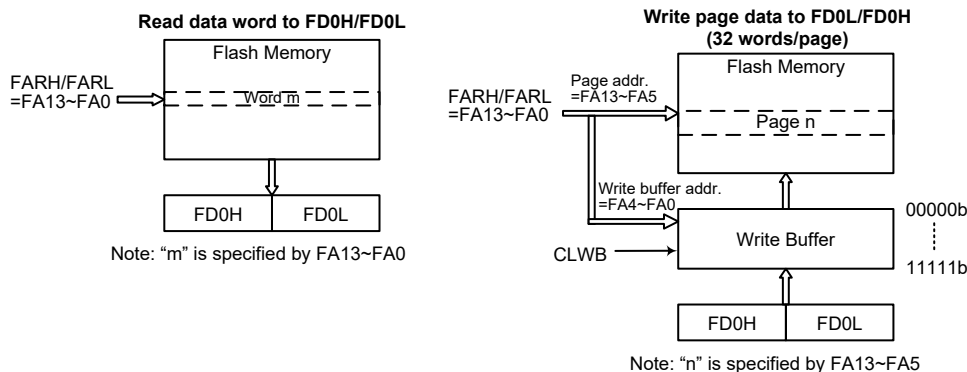 Read data word to FD0H/FD0L
Flash Memory
FARH/FARL
=FA13~FA0
Word m
FD0H
FD0L
Note: “m” is specified by FA13~FA0
Write page data to FD0L/FD0H
(32 words/page)
Flash Memory
Page addr.
=FA13~FA5
FARH/FARL
=FA13~FA0
Page n
Write buffer addr.
=FA4~FA0
00000b
Write Buffer
CLWB
11111b
FD0H
FD0L
Note: “n” is specified by FA13~FA5